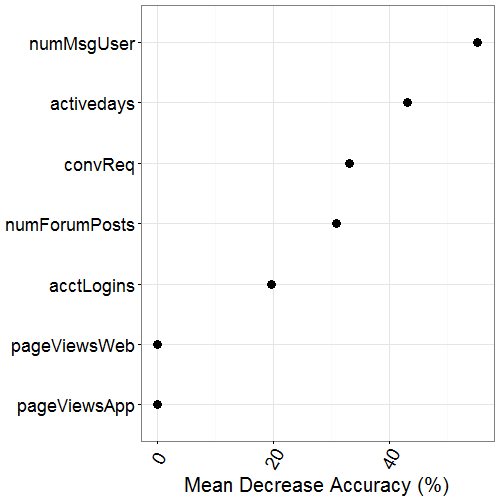 numMsgUser
activedays
convReq
numForumPosts
acctLogins
pageViewsWeb
pageViewsApp
0
20
40
Mean Decrease Accuracy (%)